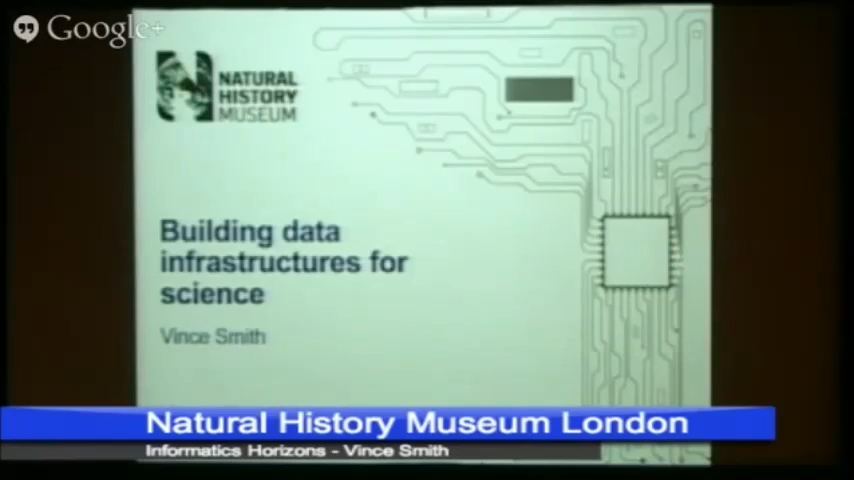 Google+
NATURAL
HISTORY
MUSEUM
Building data
infrastructures for
science
Vince Smith
Natural History Museum London
Informatics Horizons - Vince Smith